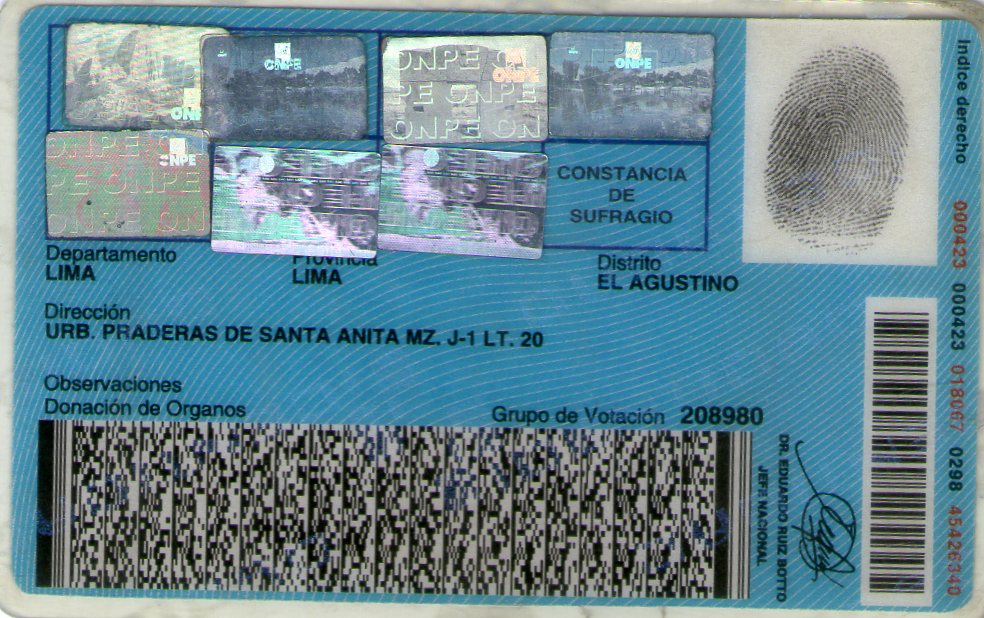 ONPE
ONPE
ONPE ON
ONPE
PE ONPE
ONPE ON
ONPE
ONPE
ONPE
PE ONPE
ONPE ON
CONSTANCIA
DE
SUFRAGIO
Departamento
LIMA
Provincia
LIMA
Distrito
EL AGUSTINO
Dirección
URB. PRADERAS DE SANTA ANITA MZ. J-1 LT. 20
Observaciones
Donación de Organos
Grupo de Votación 208980
DR. EDUARDO RUIZ BOTTO
JEFE NACIONAL
Indice derecho
000423 000423 018067 0298 45426340